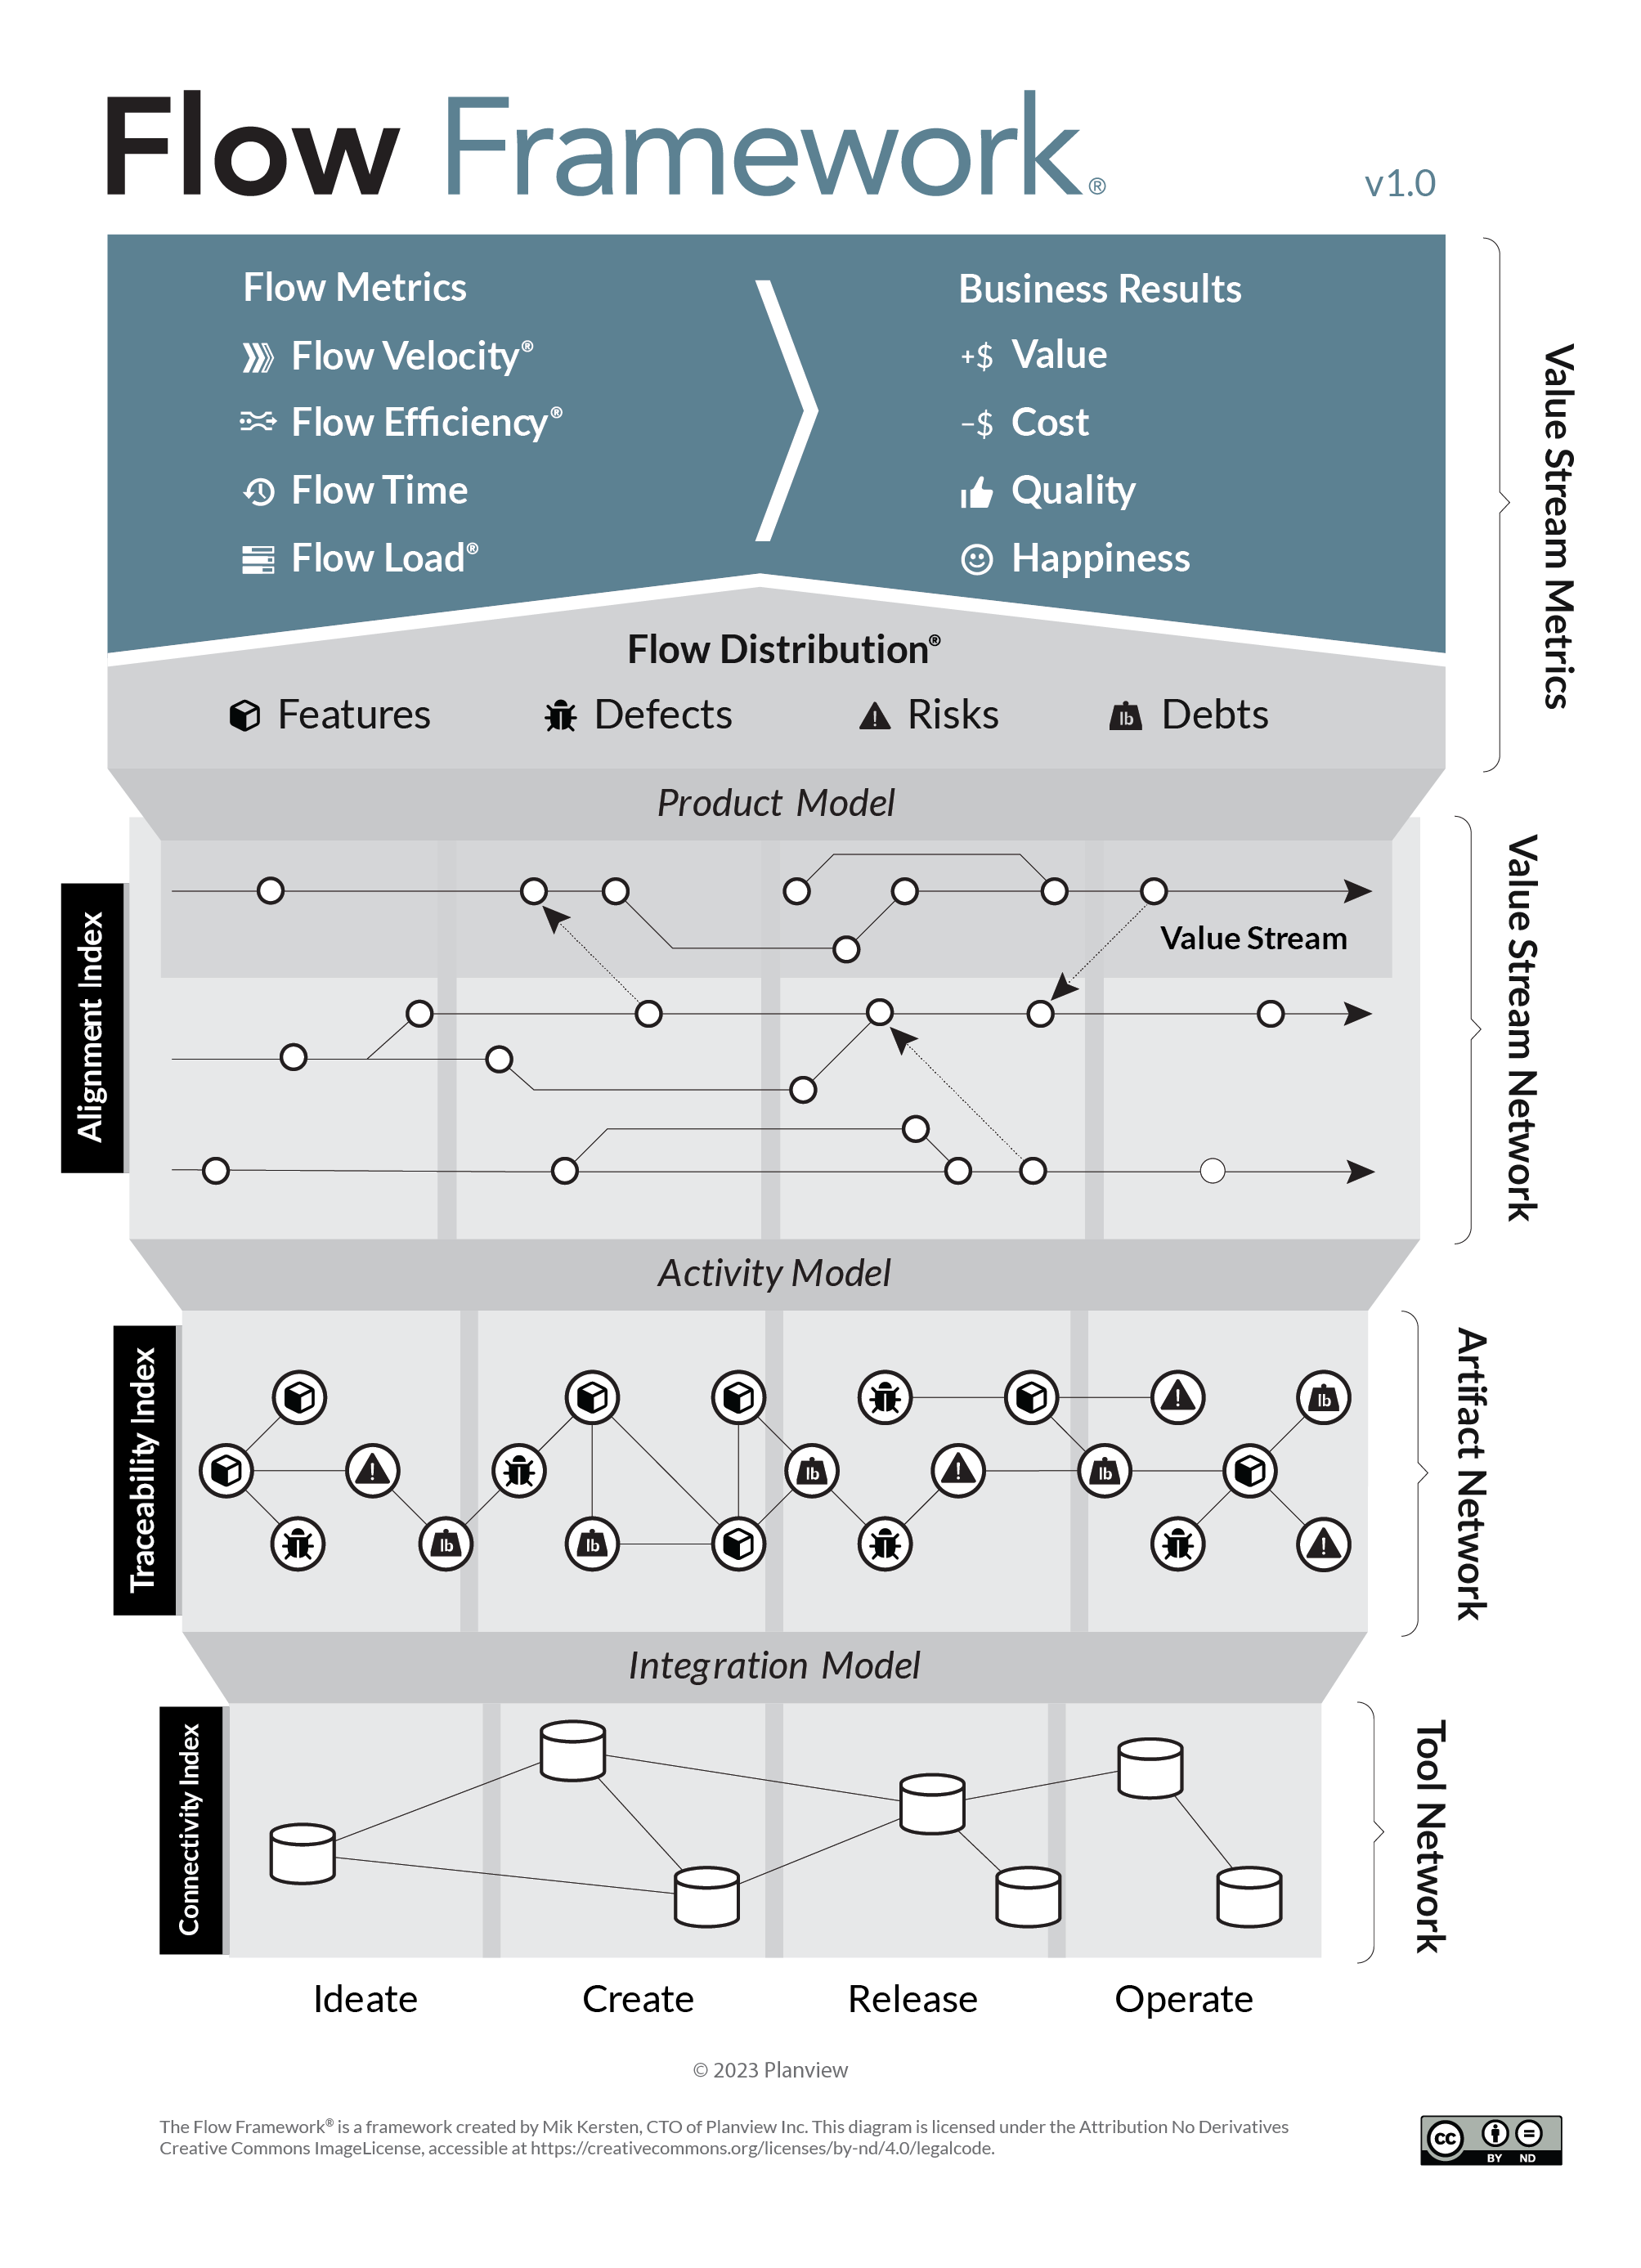 Flow Framework®
v1.0
Flow Metrics
Flow Velocity®
Flow Efficiency®
Flow Time
Flow Load®
Business Results
+$ Value
–$ Cost
Quality
Happiness
Value Stream Metrics
Flow Distribution®
Features
Defects
! Risks
lb Debts
Product Model
Alignment Index
Value Stream
Value Stream Network
Activity Model
Traceability Index
!
lb
lb
lb
!
lb
!
lb
!
Artifact Network
Integration Model
Connectivity Index
Tool Network
Ideate
Create
Release
Operate
© 2023 Planview
The Flow Framework® is a framework created by Mik Kersten, CTO of Planview Inc. This diagram is licensed under the Attribution No Derivatives
Creative Commons ImageLicense, accessible at https://creativecommons.org/licenses/by-nd/4.0/legalcode.
cc
BY ND